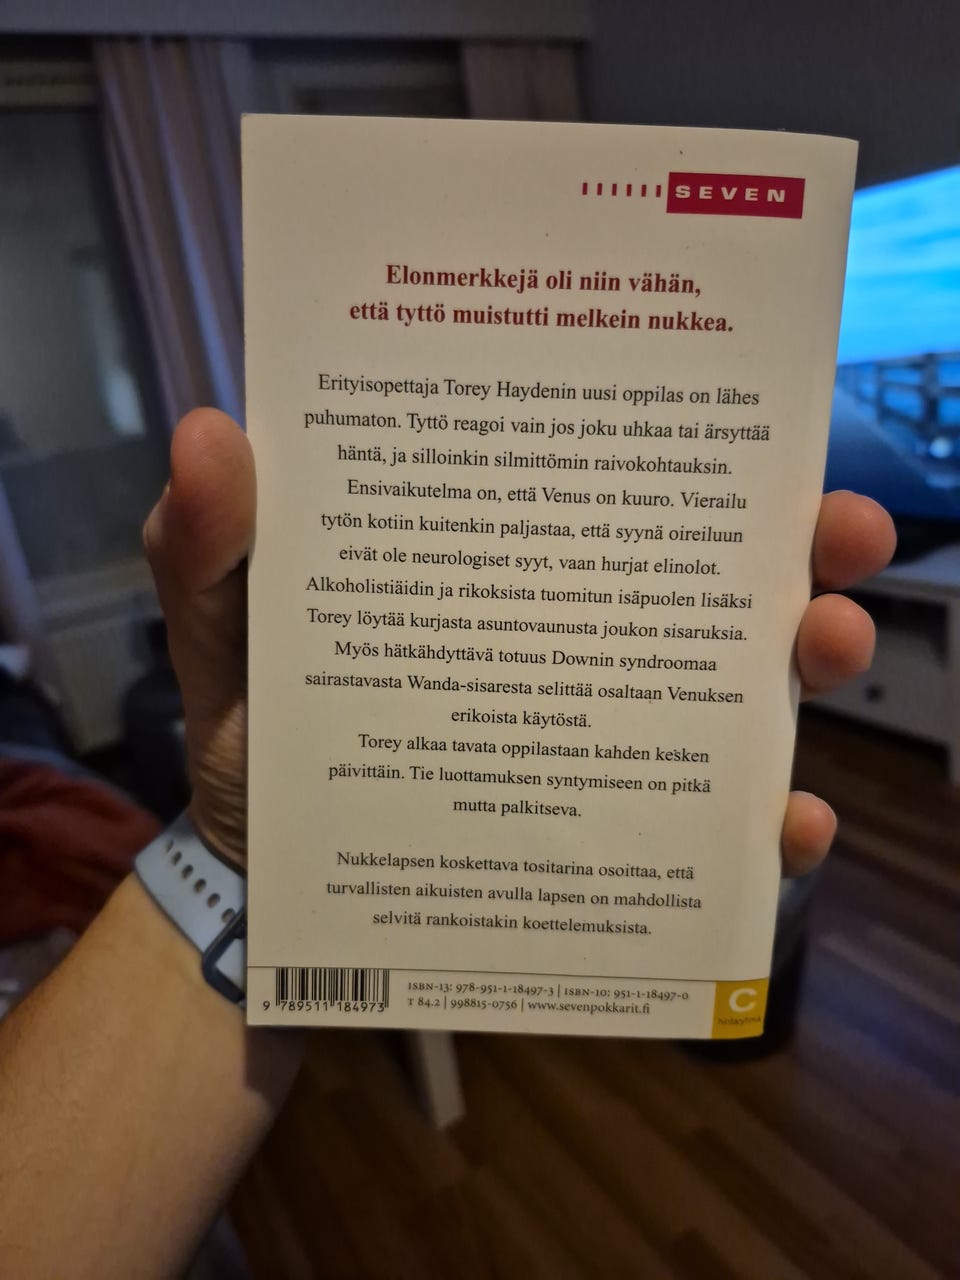 SEVEN
Elonmerkkejä oli niin vähän,
että tyttö muistutti melkein nukkea.
Erityisopettaja Torey Haydenin uusi oppilas on lähes
puhumaton. Tyttö reagoi vain jos joku uhkaa tai ärsyttää
häntä, ja silloinkin silmittömin raivokohtauksin.
Ensivaikutelma on, että Venus on kuuro. Vierailu
tytön kotiin kuitenkin paljastaa, että syynä oireiluun
eivät ole neurologiset syyt, vaan hurjat elinolot.
Alkoholistiäidin ja rikoksista tuomitun isäpuolen lisäksi
Torey löytää kurjasta asuntovaunusta joukon sisaruksia.
Myös hätkähdyttävä totuus Downin syndroomaa
sairastavasta Wanda-sisaresta selittää osaltaan Venuksen
erikoista käytöstä.
Torey alkaa tavata oppilastaan kahden kesken
päivittäin. Tie luottamuksen syntymiseen on pitkä
mutta palkitseva.
Nukkelapsen koskettava tositarina osoittaa, että
turvallisten aikuisten avulla lapsen on mahdollista
selvitä rankoistakin koettelemuksista.
ISBN-13: 978-951-1-18497-3 | ISBN-10: 951-1-18497-0
T 84.2 | 998815-0756 | www.sevenpokkarit.fi
9 789511 184973
C
hintaryhmä